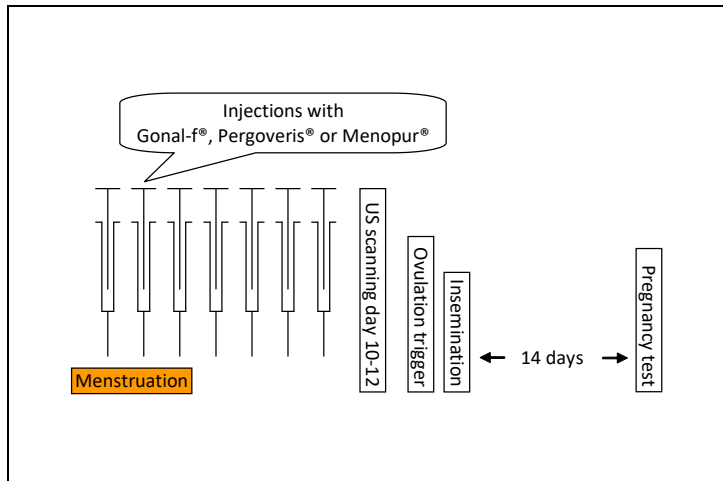 Injections with
Gonal-f®, Pergoveris® or Menopur®
US scanning day 10-12
Ovulation trigger
Insemination
14 days
Pregnancy test
Menstruation